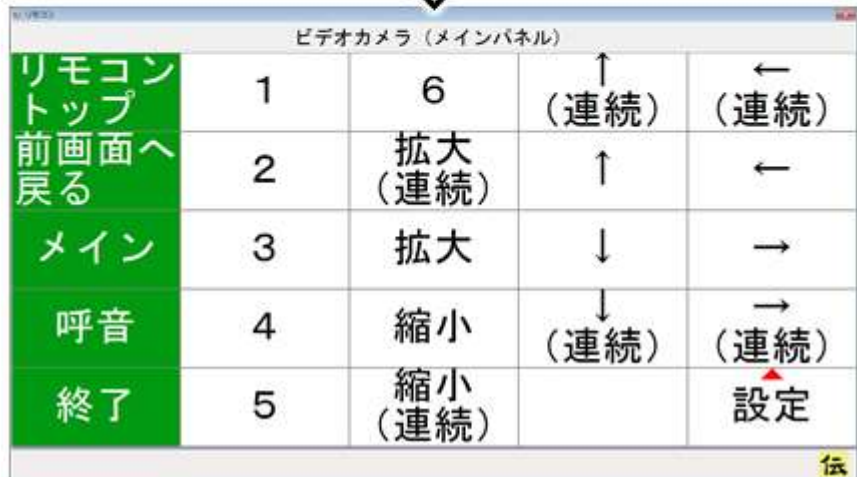 ビデオカメラ（メインパネル）
リモコン
トップ
1
6
↑
（連続）
←
（連続）
前画面へ
戻る
2
拡大
（連続）
↑
←
メイン
3
拡大
↓
→
呼音
4
縮小
↓
（連続）
→
（連続）
終了
5
縮小
（連続）
設定
伝